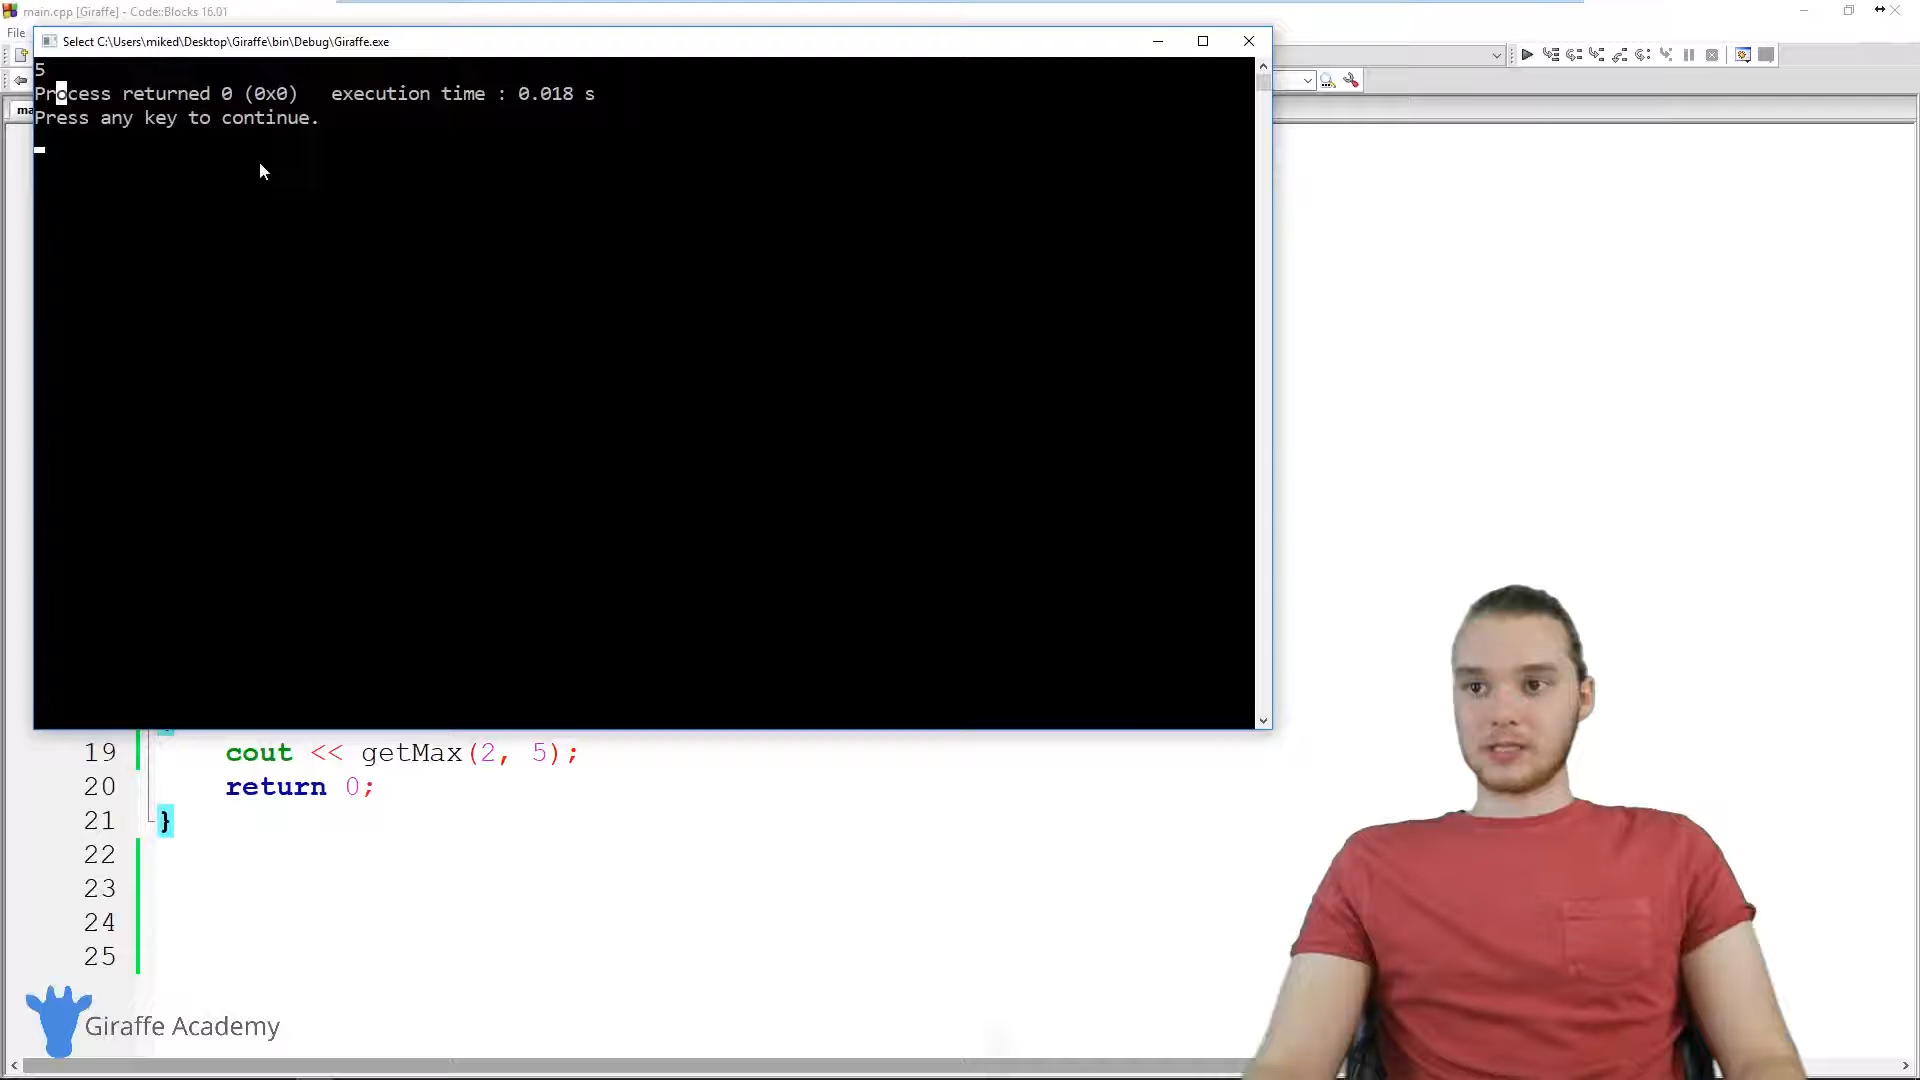 main.cpp [Giraffe] - Code::Blocks 16.01
File
Select C:\Users\miked\Desktop\Giraffe\bin\Debug\Giraffe.exe
5
Process returned 0 (0x0)   execution time : 0.018 s
Press any key to continue.
19 cout << getMax(2, 5);
20 return 0;
21 }
22
23
24
25
Giraffe Academy